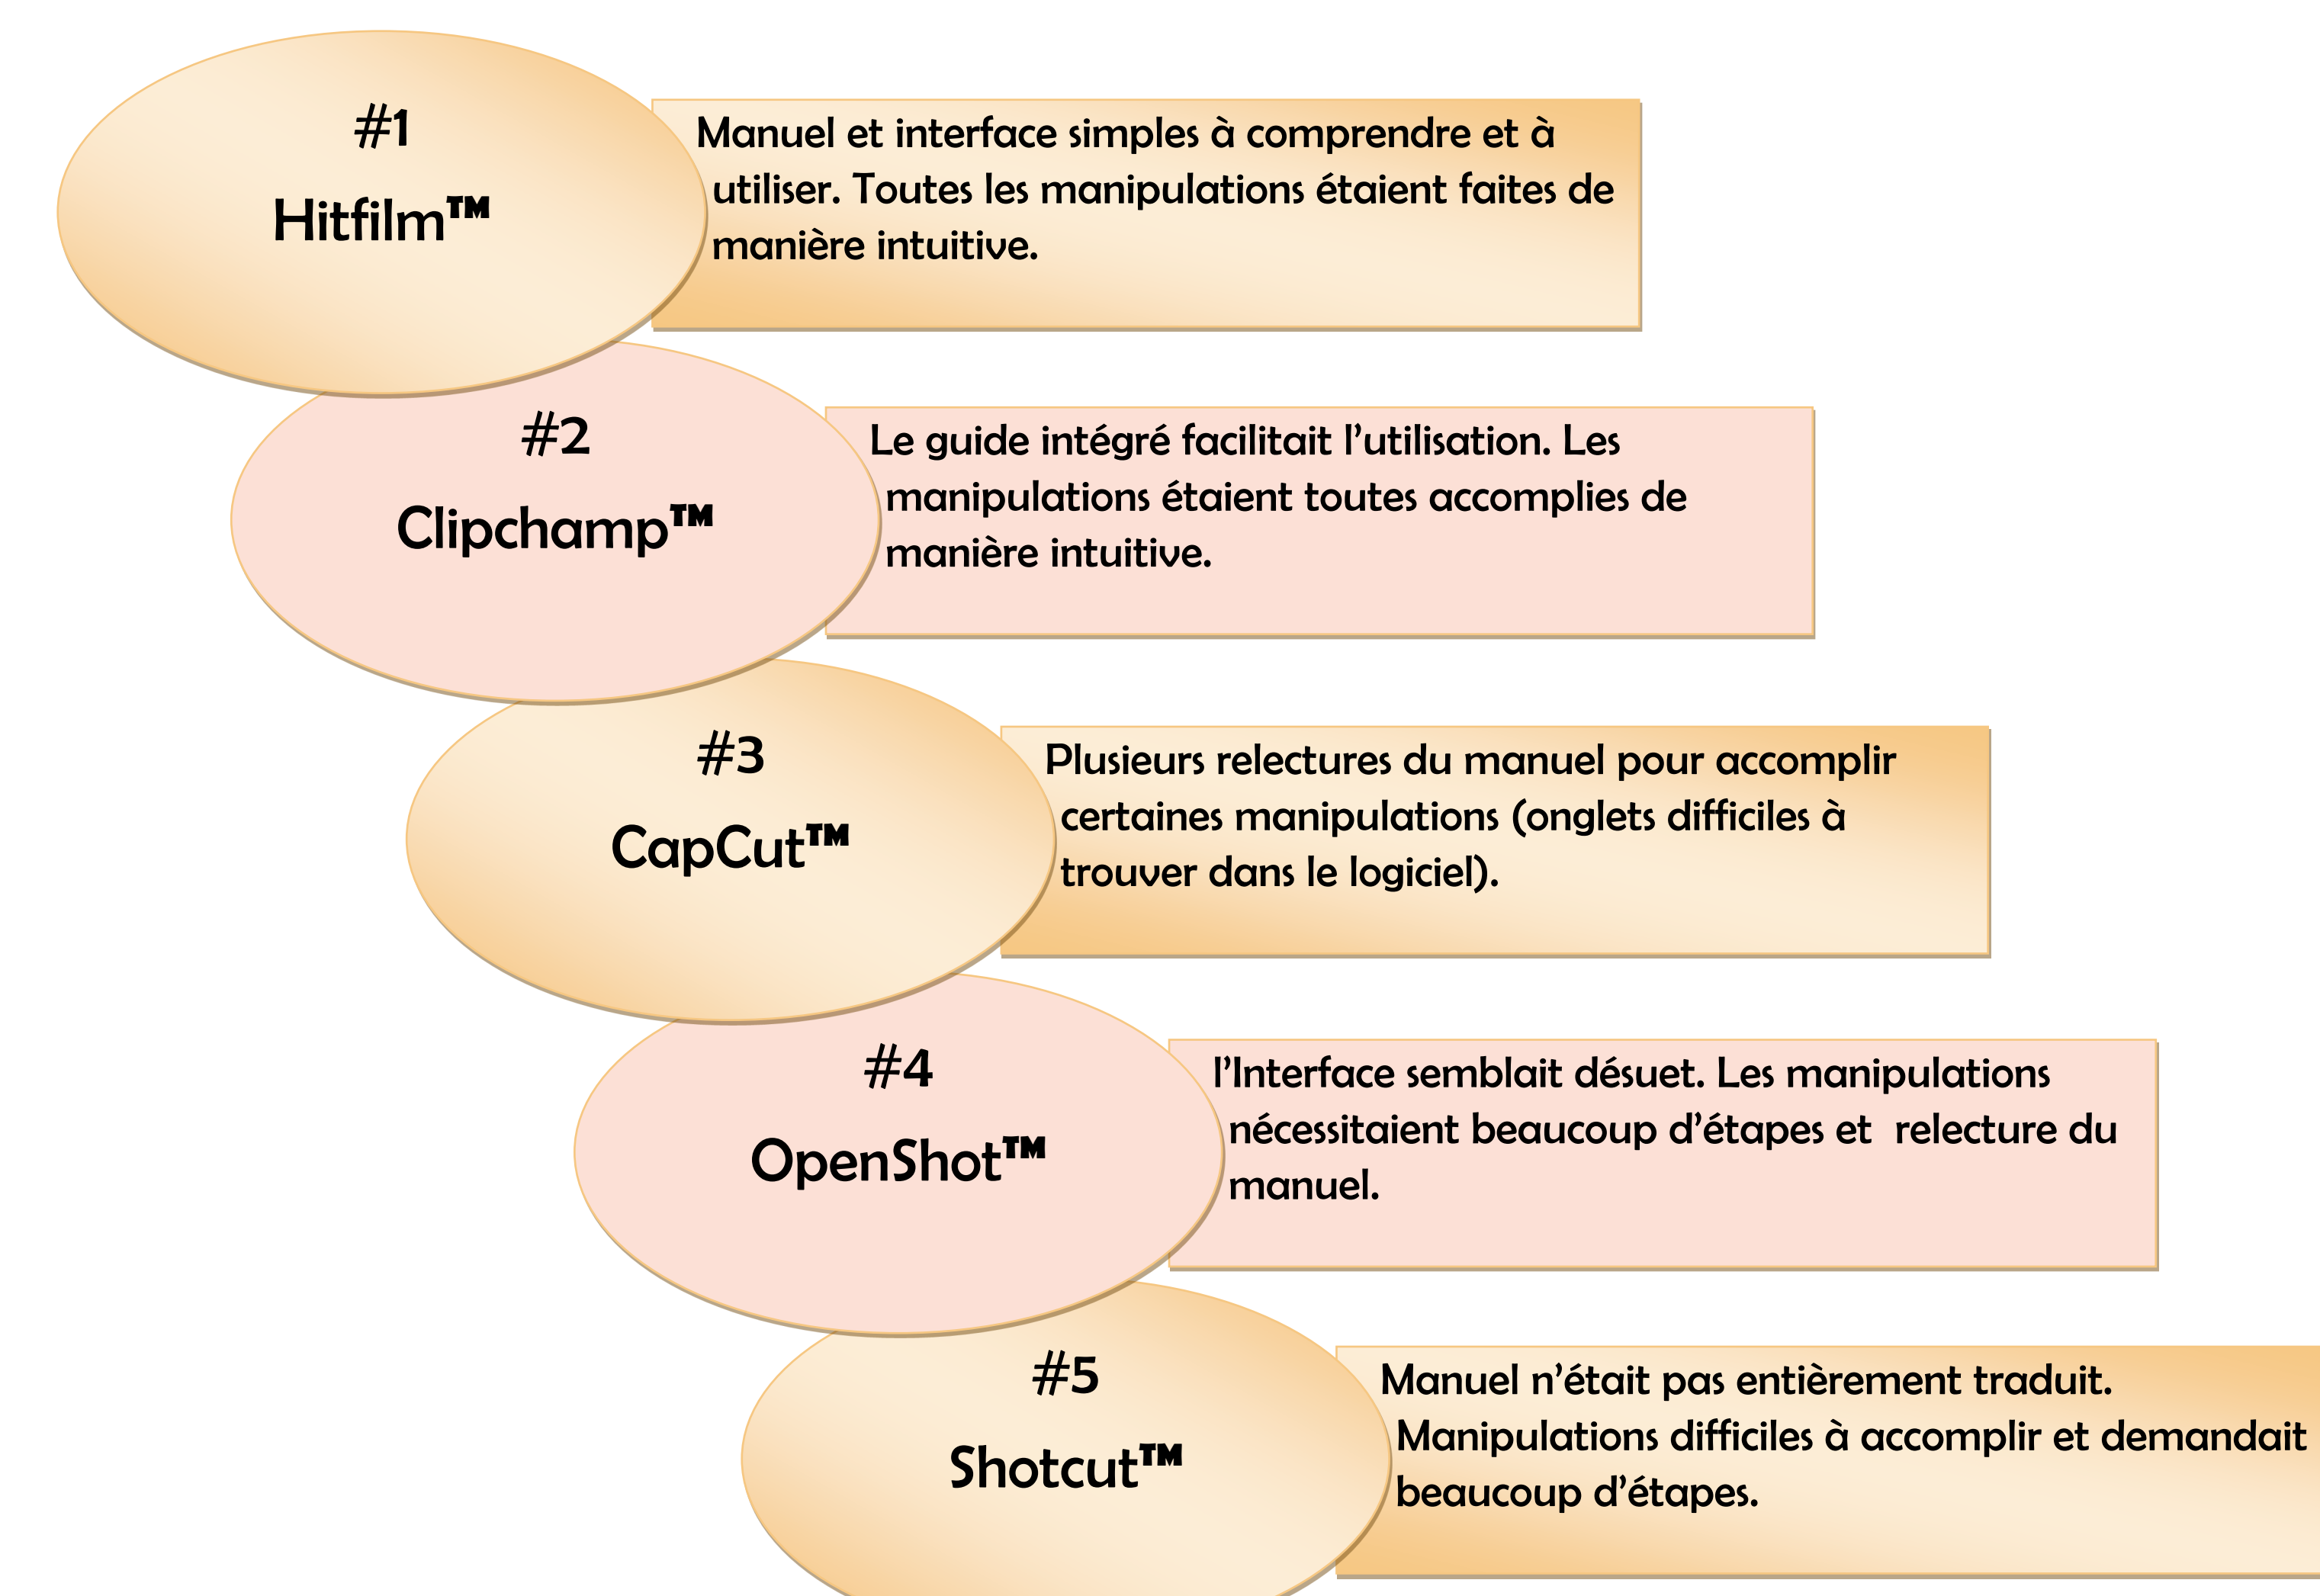 #1
Hitfilm™
Manuel et interface simples à comprendre et à
utiliser. Toutes les manipulations étaient faites de
manière intuitive.
#2
Clipchamp™
Le guide intégré facilitait l’utilisation. Les
manipulations étaient toutes accomplies de
manière intuitive.
#3
CapCut™
Plusieurs relectures du manuel pour accomplir
certaines manipulations (onglets difficiles à
trouver dans le logiciel).
#4
OpenShot™
l’Interface semblait désuet. Les manipulations
nécessitaient beaucoup d’étapes et  relecture du
manuel.
#5
Shotcut™
Manuel n’était pas entièrement traduit.
Manipulations difficiles à accomplir et demandait
beaucoup d’étapes.